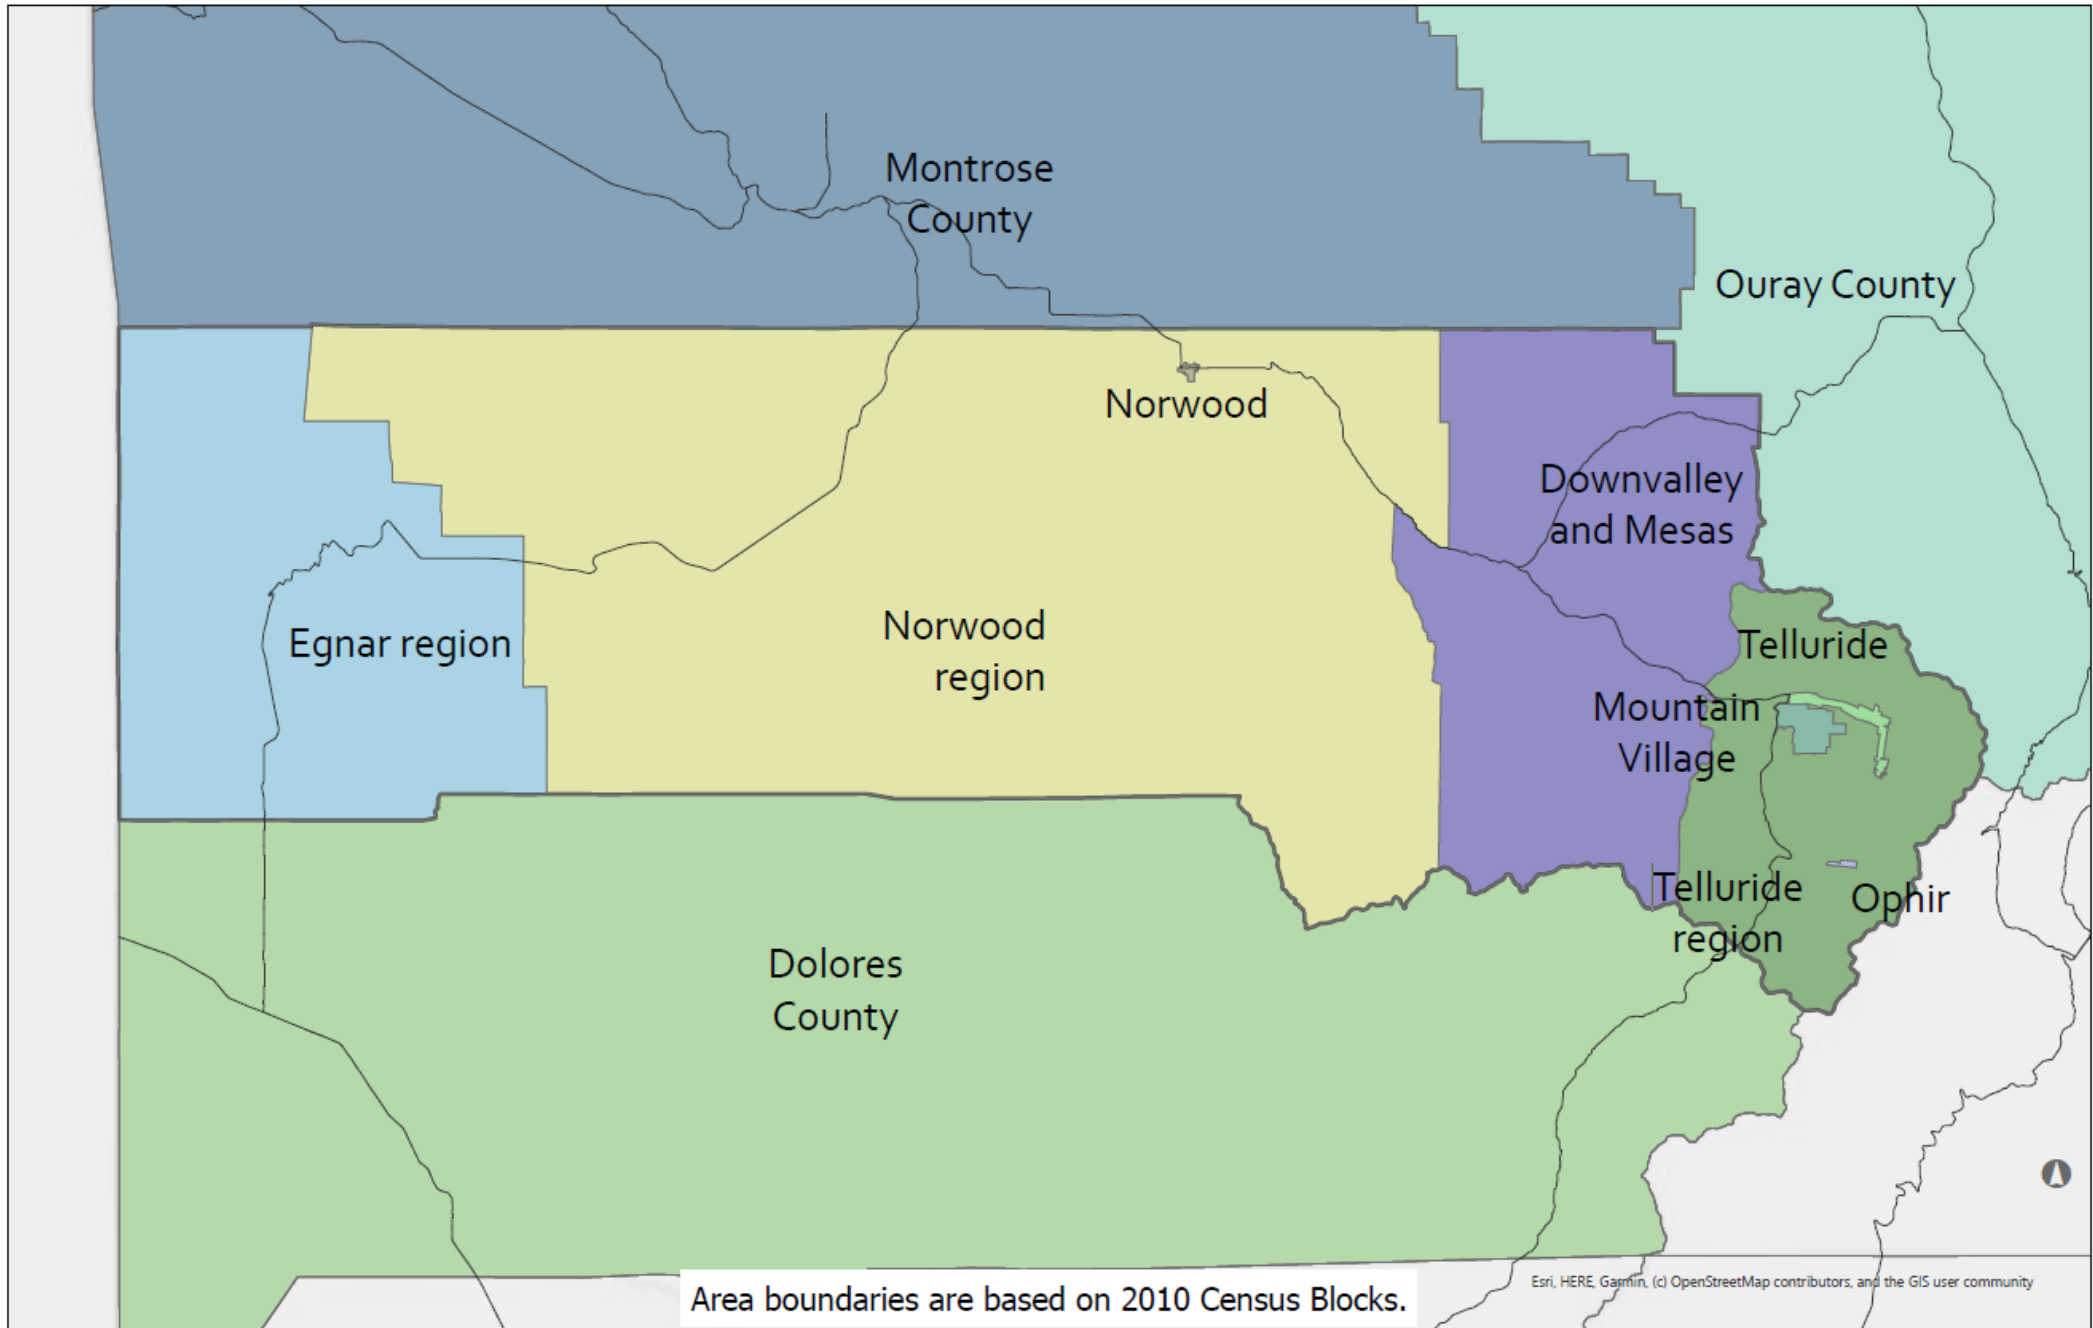 Montrose
County
Ouray County
Norwood
Downvalley
and Mesas
Egnar region
Norwood
region
Telluride
Mountain
Village
Telluride
region
Ophir
Dolores
County
Area boundaries are based on 2010 Census Blocks.
Esri, HERE, Garmin, (c) OpenStreetMap contributors, and the GIS user community